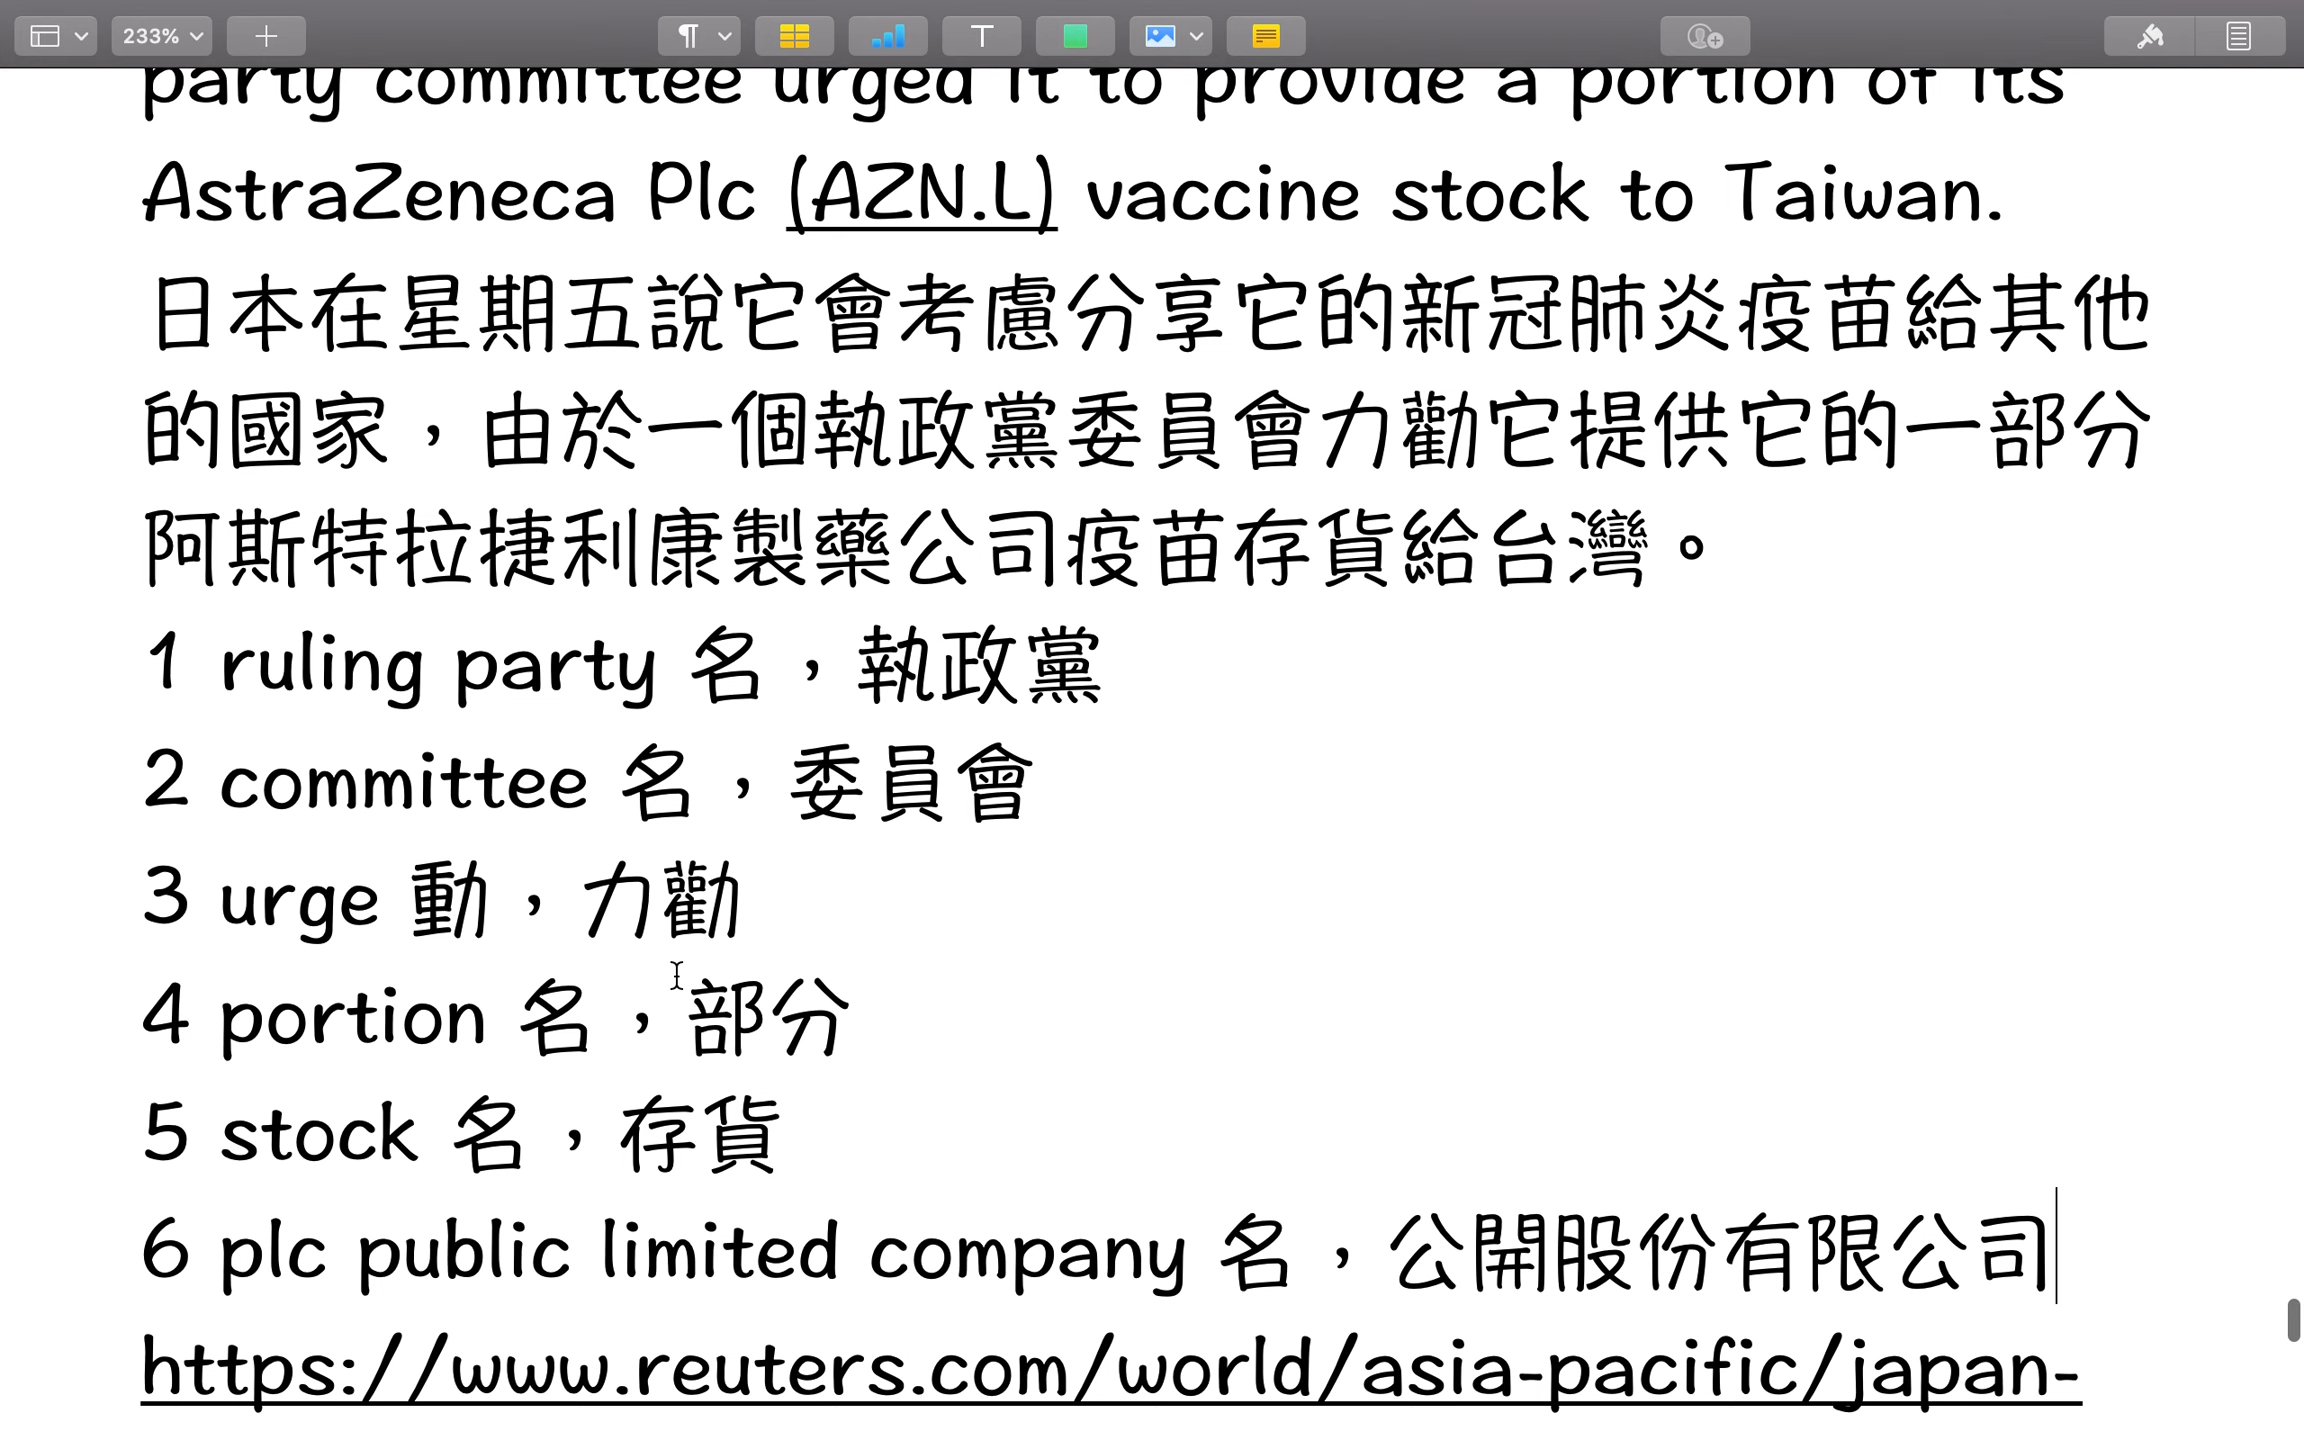 233%
party committee urged it to provide a portion of its
AstraZeneca Plc (AZN.L) vaccine stock to Taiwan.
日本在星期五說它會考慮分享它的新冠肺炎疫苗給其他
的國家，由於一個執政黨委員會力勸它提供它的一部分
阿斯特拉捷利康製藥公司疫苗存貨給台灣。
1 ruling party 名，執政黨
2 committee 名，委員會
3 urge 動，力勸
4 portion 名，部分
5 stock 名，存貨
6 plc public limited company 名，公開股份有限公司
https://www.reuters.com/world/asia-pacific/japan-